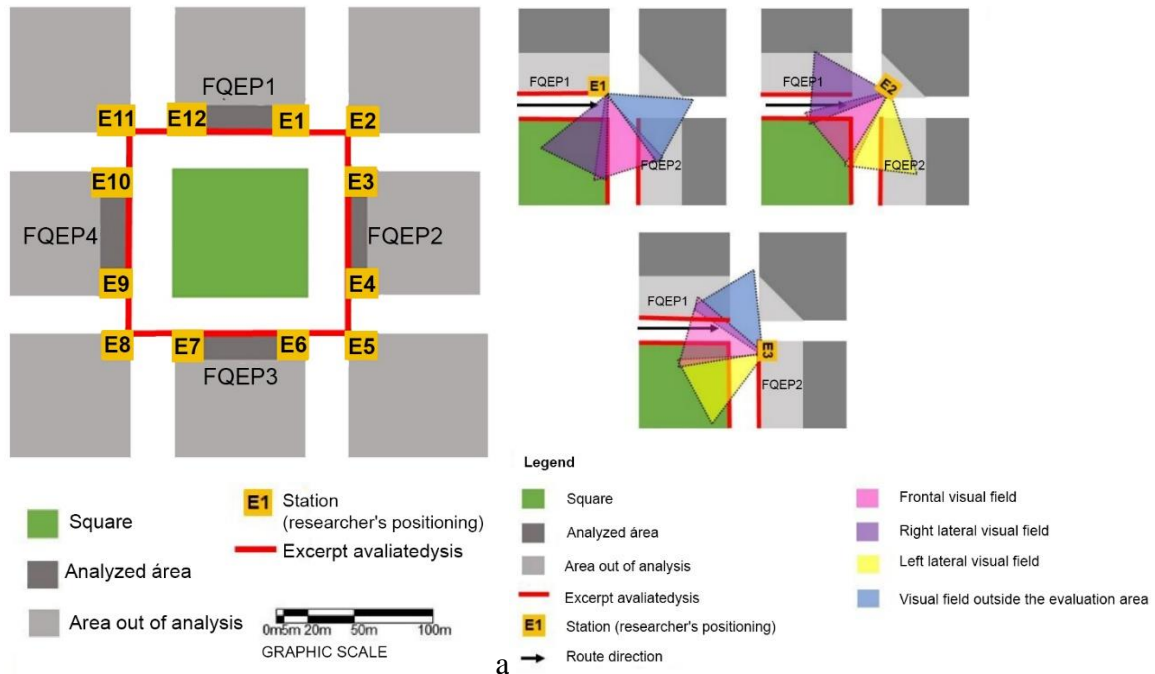 FQEP1
E11
E12
E1
E2
E10
E3
FQEP4
FQEP2
E9
E4
E8
E7
E6
E5
FQEP3
Square
Analyzed área
Area out of analysis
E1 Station
(researcher's positioning)
Excerpt avaliatedysis
0m5m 20m 50m 100m
GRAPHIC SCALE
FQEP1
E1
FQEP2
FQEP1
E2
FQEP2
FQEP1
E3
FQEP2
Legend
Square
Analyzed área
Area out of analysis
Excerpt avaliatedysis
E1 Station (researcher's positioning)
Route direction
Frontal visual field
Right lateral visual field
Left lateral visual field
Visual field outside the evaluation area
a